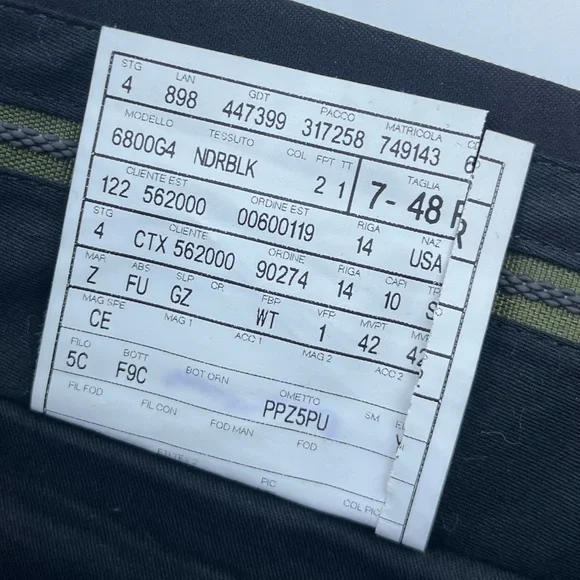 STG LAN GDT PACCO MATRICOLA
4 898 447399 317258 749143 6
MODELLO TESSUTO COL FPT TT TAGLIA
6800G4 NDRBLK 2 1 7- 48 R
CLIENTE EST ORDINE EST RIGA NAZ
122 562000 00600119 14 USA
STG CLIENTE ORDINE RIGA CAPI
4 CTX 562000 90274 14 10 S
MAR ABS SLP CR FBP VFP MVPT
Z FU GZ WT 1 42 42
MAG SPE MAG 1 ACC 1 MAG 2 ACC 2
CE
FILO BOTT BOT ORN OMETTO SM
5C F9C PPZ5PU
FIL FOD FIL CON FOD MAN FOD
PIC COL PIC